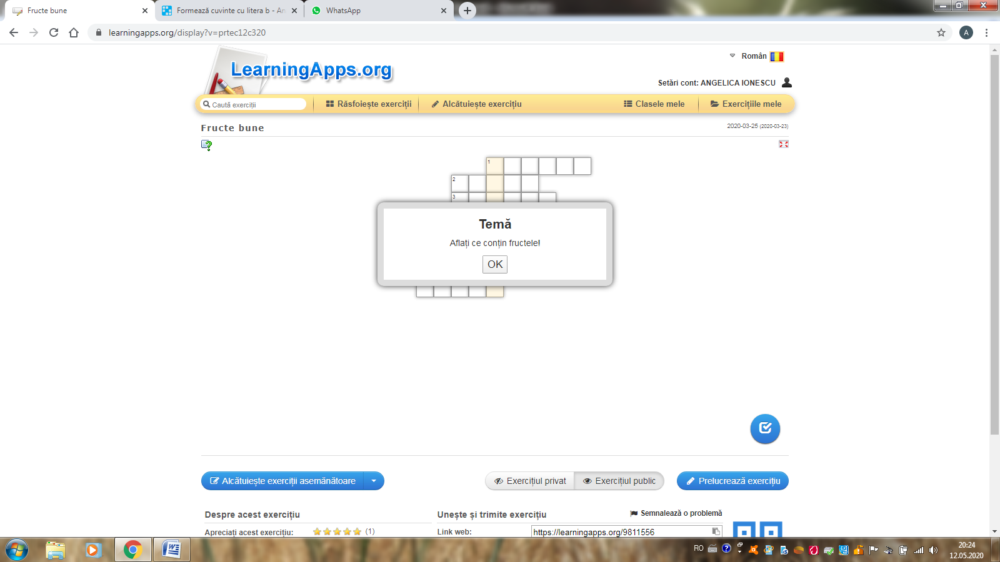 Fructe bune
Formează cuvinte cu litera b - An
WhatsApp
learningapps.org/display?v=prtec12c320
A
LearningApps.org
Român
Setări cont: ANGELICA IONESCU
Caută exerciții
Răsfoiește exerciții
Alcătuiește exercițiu
Clasele mele
Exercițiile mele
Fructe bune
2020-03-25 (2020-03-23)
1
2
3
Temă
Aflați ce conțin fructele!
OK
Alcătuiește exerciții asemănătoare
Exercițiul privat
Exercițiul public
Prelucrează exercițiu
Despre acest exercițiu
Unește și trimite exercițiu
Semnalează o problemă
Apreciați acest exercițiu:
(1)
Link web:
https://learningapps.org/9811556
RO
20:24
12.05.2020